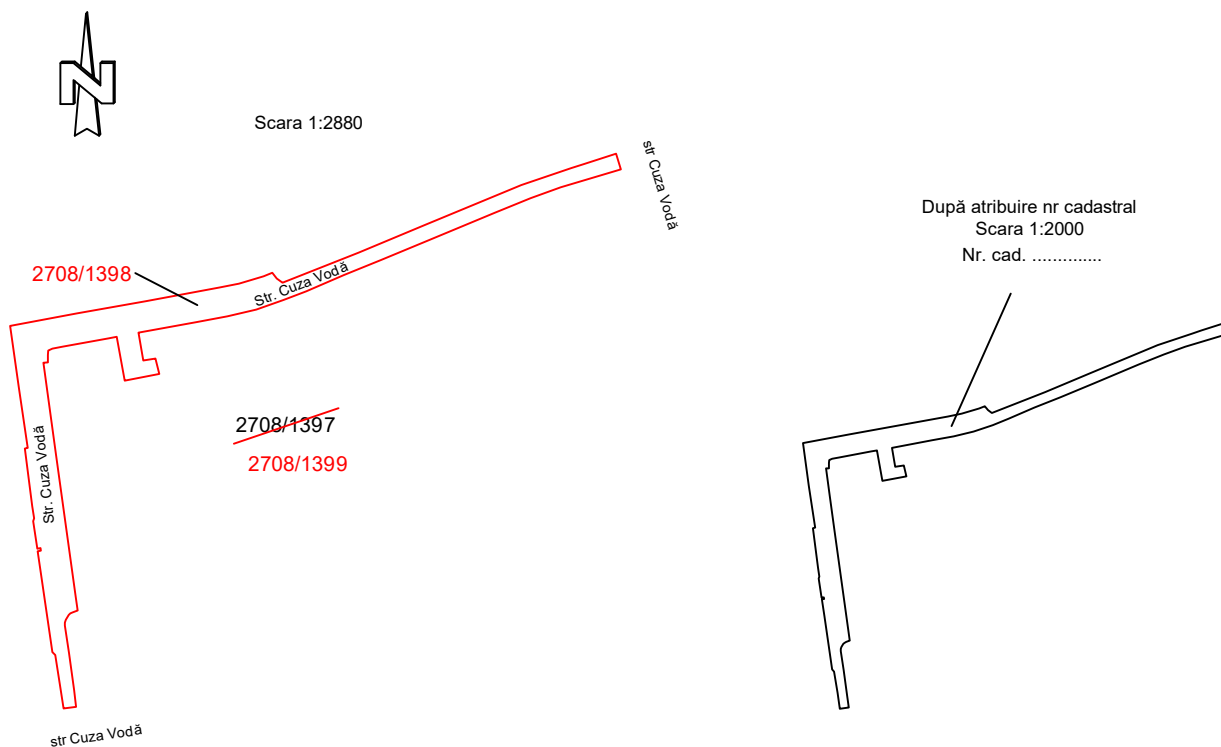 N
Scara 1:2880
str Cuza Vodă
2708/1398
Str. Cuza Vodă
2708/1397
2708/1399
Str. Cuza Vodă
str Cuza Vodă
După atribuire nr cadastral
Scara 1:2000
Nr. cad. ..............